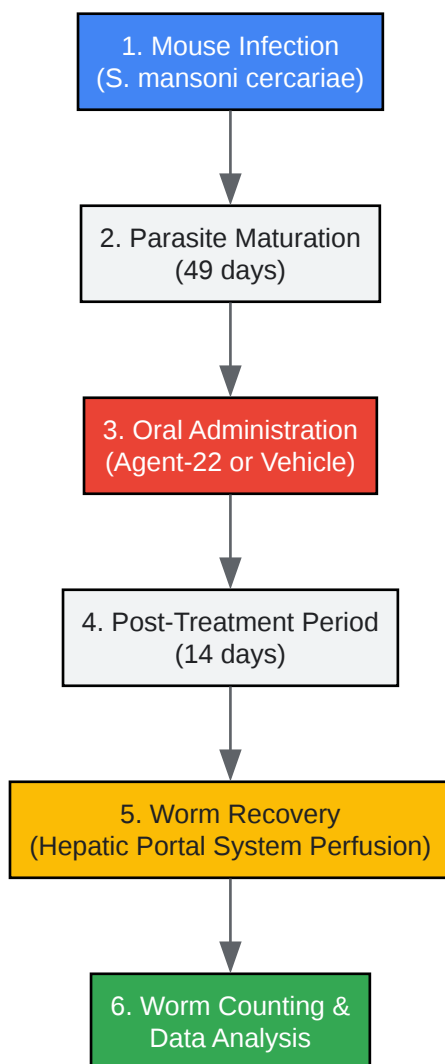 1. Mouse Infection
(S. mansoni cercariae)
2. Parasite Maturation
(49 days)
3. Oral Administration
(Agent-22 or Vehicle)
4. Post-Treatment Period
(14 days)
5. Worm Recovery
(Hepatic Portal System Perfusion)
6. Worm Counting &
Data Analysis